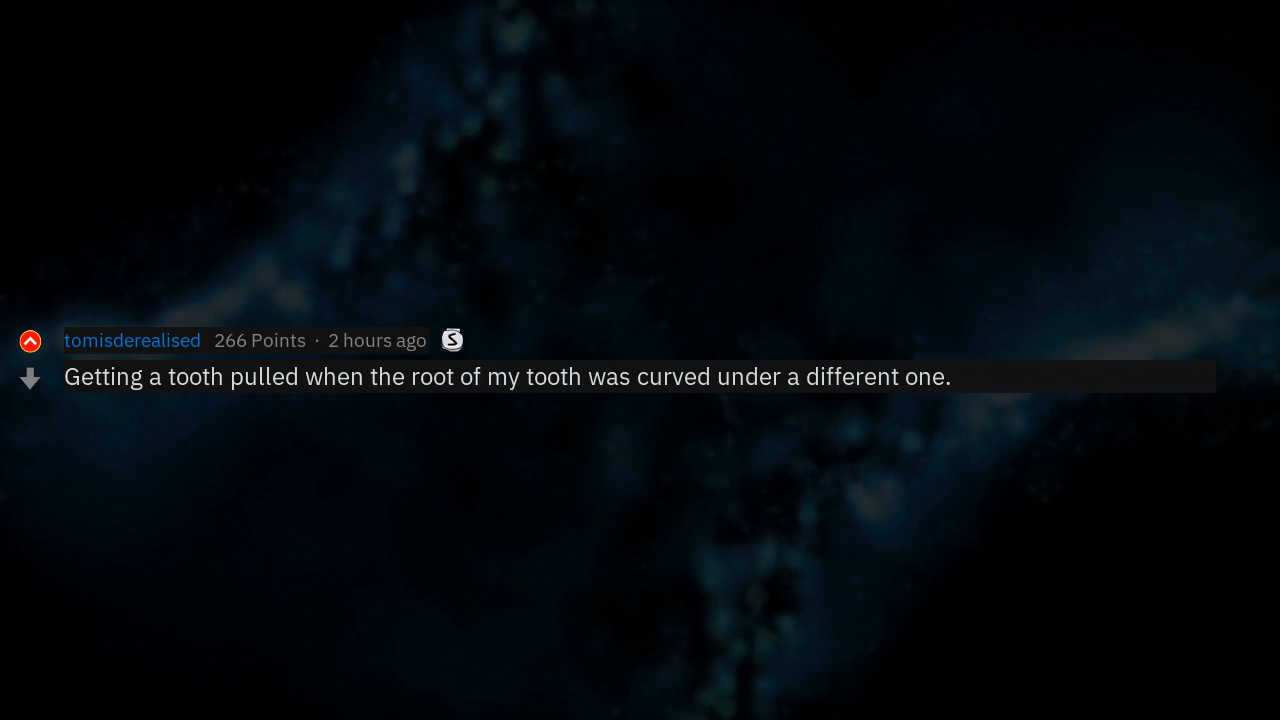 tomisderealised 266 Points · 2 hours ago
Getting a tooth pulled when the root of my tooth was curved under a different one.